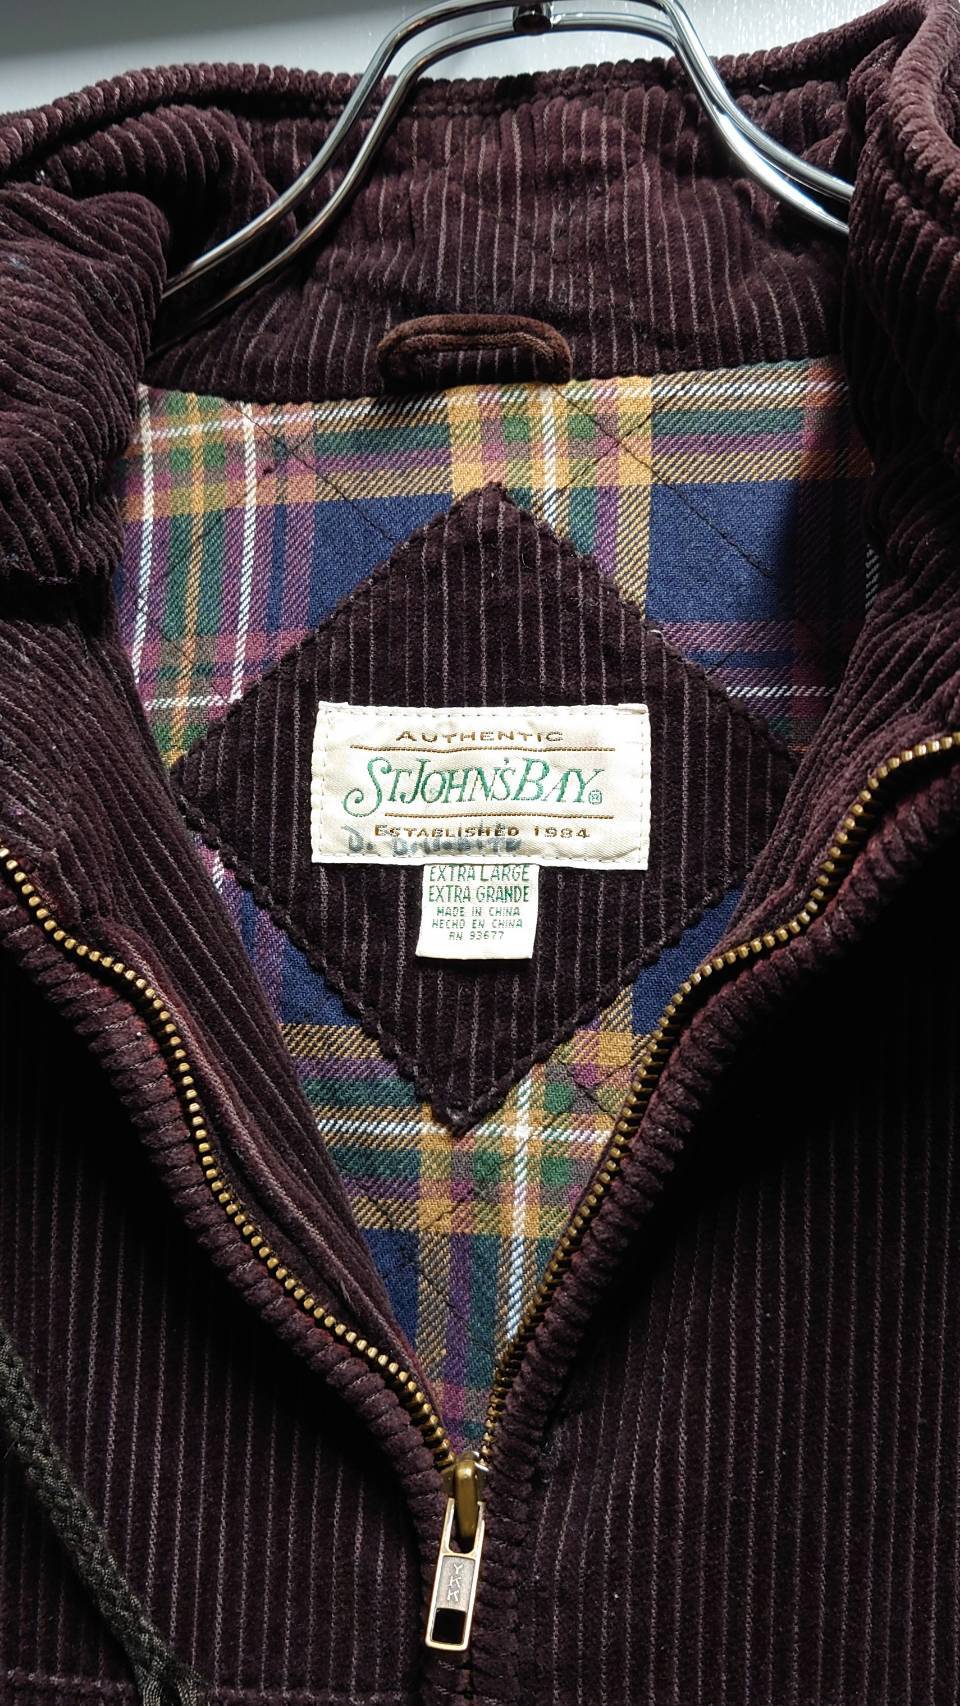 AUTHENTIC
ST. JOHN'S BAY®
ESTABLISHED 1984
D.
EXTRA LARGE
EXTRA GRANDE
MADE IN CHINA
HECHO EN CHINA
RN 93677
YKK